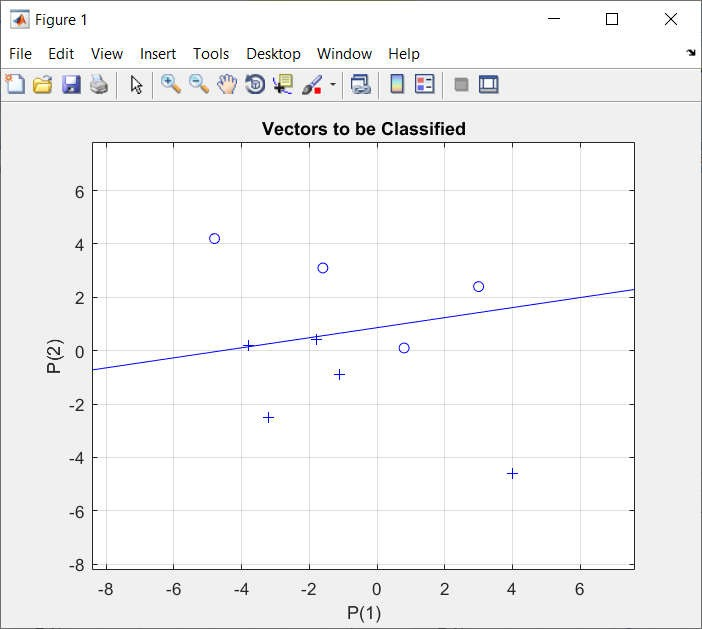 Figure 1
File Edit View Insert Tools Desktop Window Help
Vectors to be Classified
6
4
2
0
-2
-4
-6
-8
P(2)
-8 -6 -4 -2 0 2 4 6
P(1)